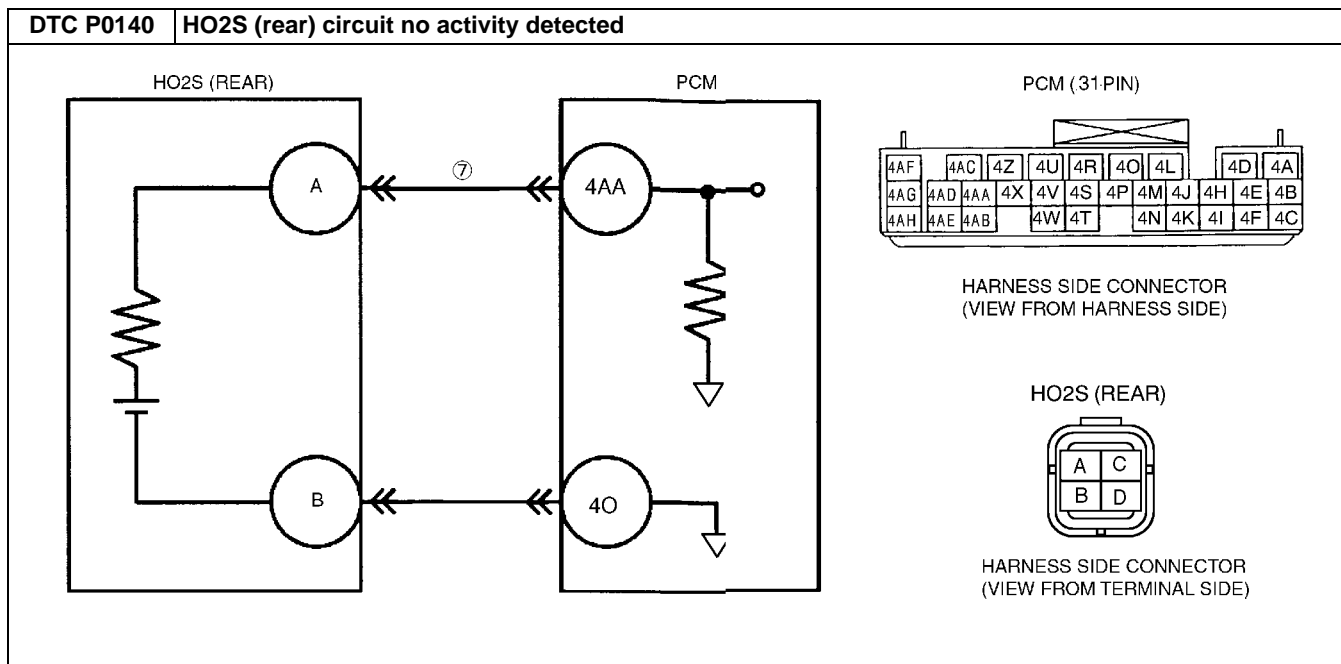 DTC P0140 HO2S (rear) circuit no activity detected
HO2S (REAR)
PCM
A
⑦
4AA
B
4O
PCM (.31-PIN)
4AF 4AC 4Z 4U 4R 4O 4L 4D 4A
4AG 4AD 4AA 4X 4V 4S 4P 4M 4J 4H 4E 4B
4AH 4AE 4AB 4W 4T 4N 4K 4I 4F 4C
HARNESS SIDE CONNECTOR
(VIEW FROM HARNESS SIDE)
HO2S (REAR)
A C
B D
HARNESS SIDE CONNECTOR
(VIEW FROM TERMINAL SIDE)